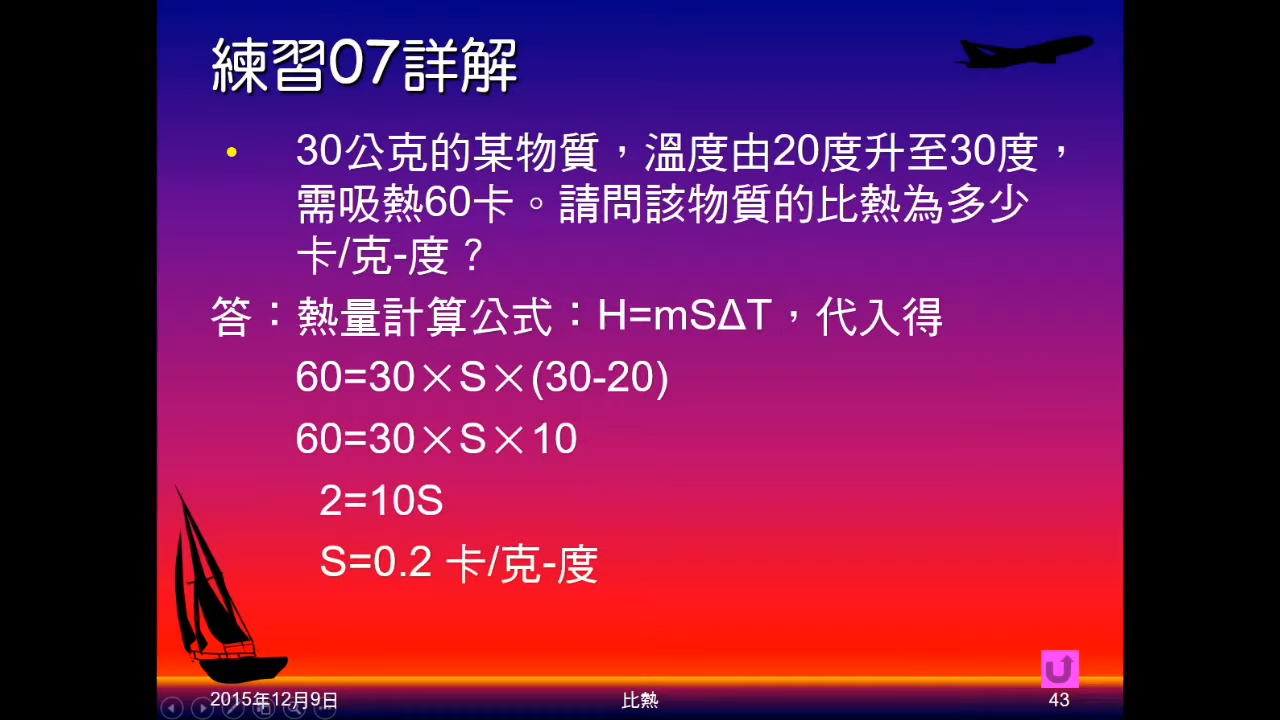 練習07詳解
• 30公克的某物質，溫度由20度升至30度，
需吸熱60卡。請問該物質的比熱為多少
卡/克-度？
答：熱量計算公式：H=mSΔT，代入得
60=30×S×(30-20)
60=30×S×10
2=10S
S=0.2 卡/克-度
2015年12月9日
比熱
43